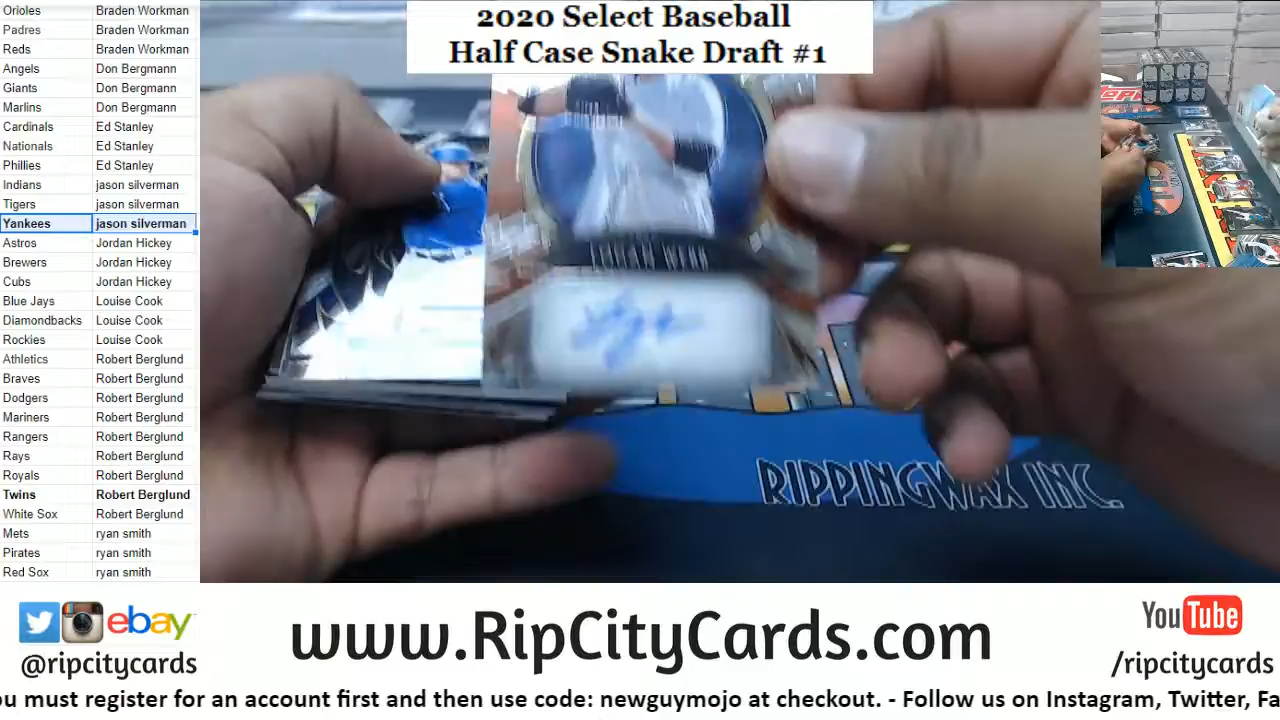 2020 Select Baseball
Half Case Snake Draft #1
Orioles Braden Workman
Padres Braden Workman
Reds Braden Workman
Angels Don Bergmann
Giants Don Bergmann
Marlins Don Bergmann
Cardinals Ed Stanley
Nationals Ed Stanley
Phillies Ed Stanley
Indians jason silverman
Tigers jason silverman
Yankees jason silverman
Astros Jordan Hickey
Brewers Jordan Hickey
Cubs Jordan Hickey
Blue Jays Louise Cook
Diamondbacks Louise Cook
Rockies Louise Cook
Athletics Robert Berglund
Braves Robert Berglund
Dodgers Robert Berglund
Mariners Robert Berglund
Rangers Robert Berglund
Rays Robert Berglund
Royals Robert Berglund
Twins Robert Berglund
White Sox Robert Berglund
Mets ryan smith
Pirates ryan smith
Red Sox ryan smith
RIPPINGWAX INC.
ebay
@ripcitycards
www.RipCityCards.com
YouTube
/ripcitycards
must register for an account first and then use code: newguymojo at checkout. - Follow us on Instagram, Twitter,